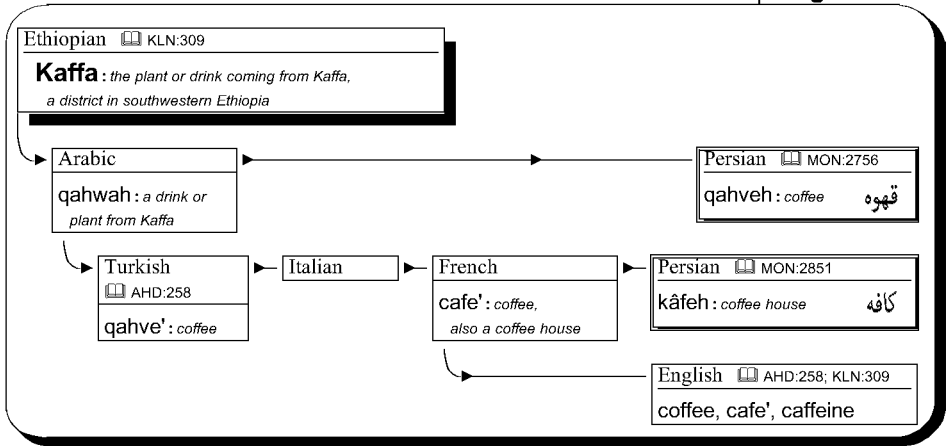 Ethiopian KLN:309
Kaffa : the plant or drink coming from Kaffa,
a district in southwestern Ethiopia
Arabic
qahwah : a drink or
plant from Kaffa
Persian MON:2756
qahveh : coffee قهوه
Turkish
AHD:258
qahve' : coffee
Italian
French
cafe' : coffee,
also a coffee house
Persian MON:2851
kâfeh : coffee house كافه
English AHD:258; KLN:309
coffee, cafe', caffeine